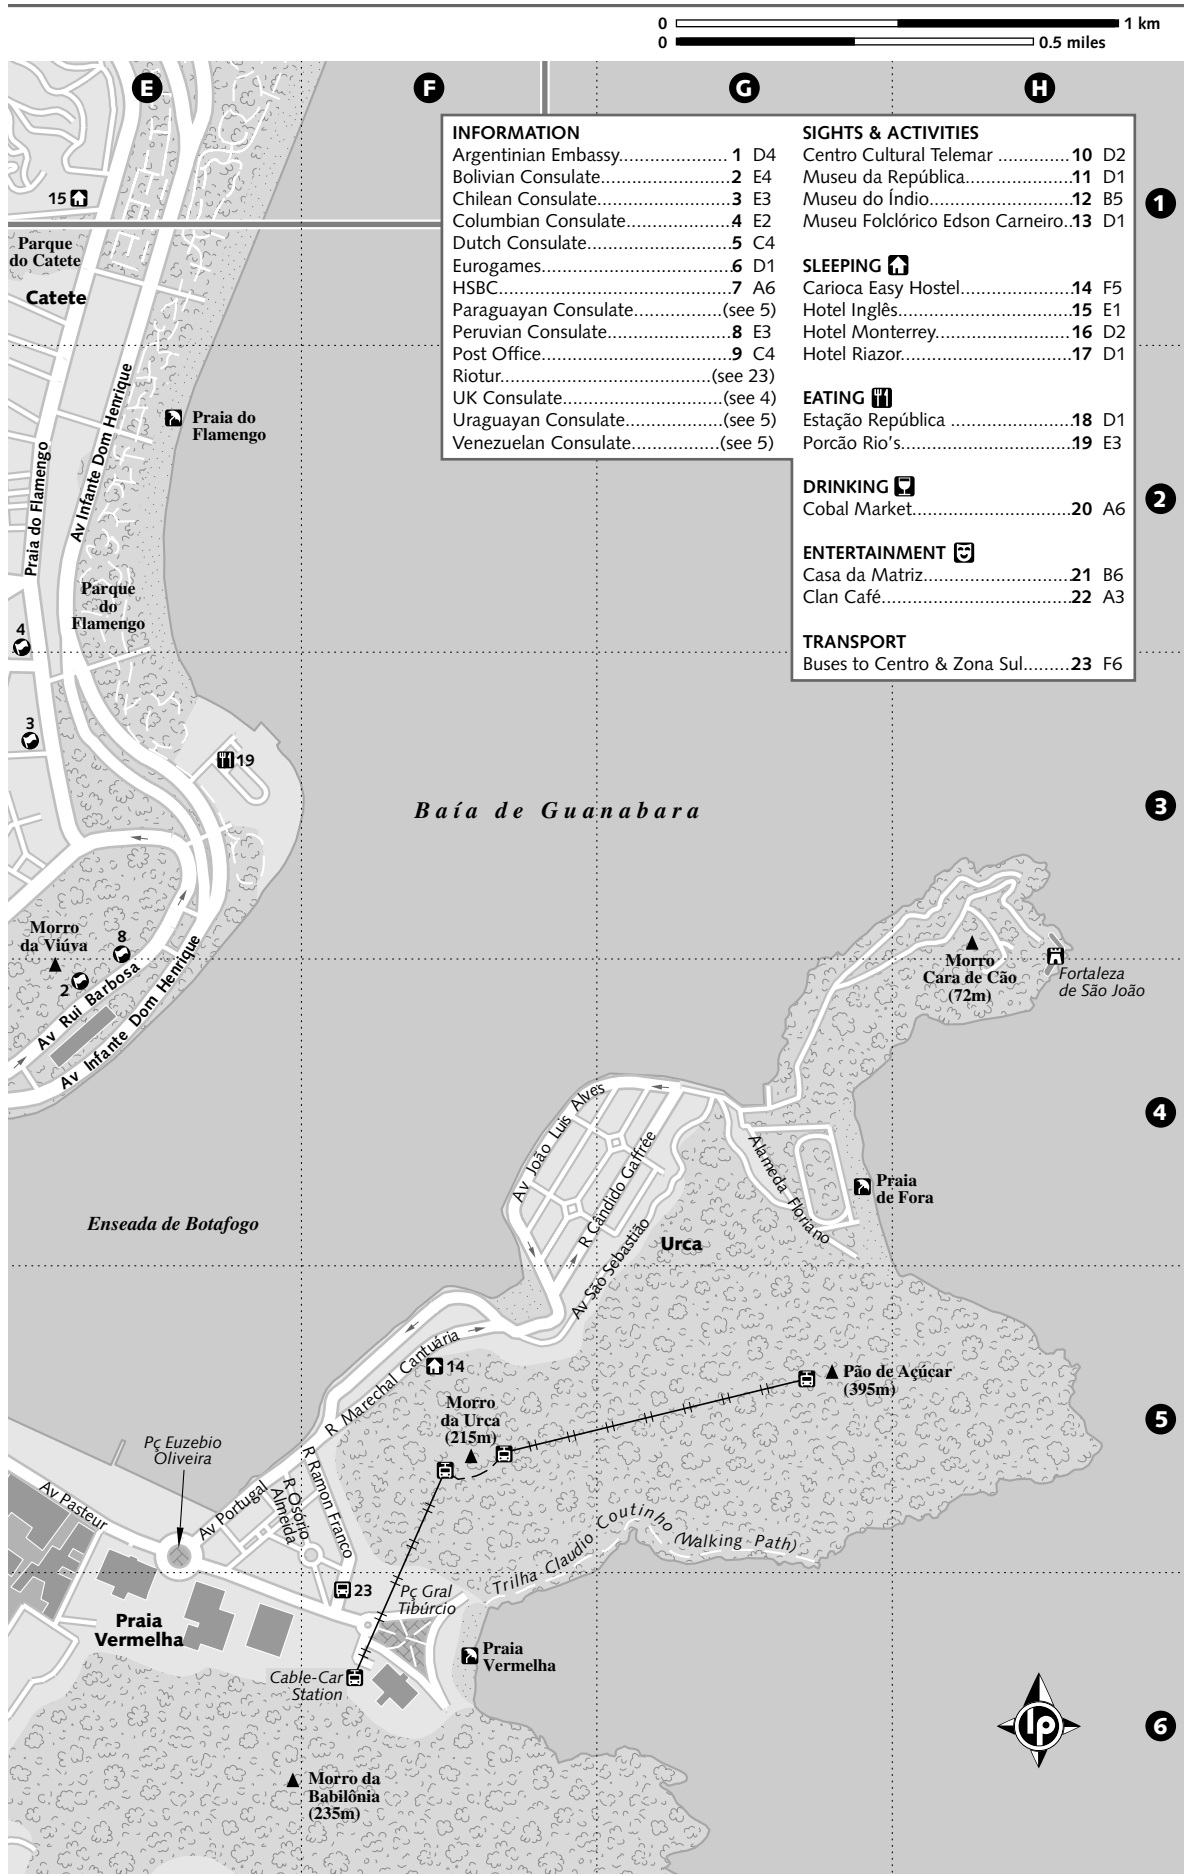 0 1 km
0 0.5 miles
E F G H
INFORMATION
Argentinian Embassy........................... 1 D4
Bolivian Consulate...........................2 E4
Chilean Consulate............................3 E3
Columbian Consulate......................4 E2
Dutch Consulate..............................5 C4
Eurogames.......................................6 D1
HSBC...............................................7 A6
Paraguayan Consulate................(see 5)
Peruvian Consulate..........................8 E3
Post Office.......................................9 C4
Riotur......................................(see 23)
UK Consulate.............................(see 4)
Uraguayan Consulate..................(see 5)
Venezuelan Consulate................(see 5)
SIGHTS & ACTIVITIES
Centro Cultural Telemar .............10 D2
Museu da República...................11 D1
Museu do Índio..........................12 B5
Museu Folclórico Edson Carneiro..13 D1
SLEEPING
Carioca Easy Hostel....................14 F5
Hotel Inglês................................15 E1
Hotel Monterrey.........................16 D2
Hotel Riazor...............................17 D1
EATING
Estação República ......................18 D1
Porcão Rio's...............................19 E3
DRINKING
Cobal Market.............................20 A6
ENTERTAINMENT
Casa da Matriz...........................21 B6
Clan Café...................................22 A3
TRANSPORT
Buses to Centro & Zona Sul.........23 F6
1
15
Parque
do Catete
Catete
Praia do
Flamengo
Av Infante Dom Henrique
Praia do Flamengo
2
Parque
do
Flamengo
4
3
19
Baía de Guanabara
3
Morro
da Viúva
8
2
Av Rui Barbosa
Av Infante Dom Henrique
Morro
Cara de Cão
(72m)
Fortaleza
de São João
4
Av João Luis Alves
R Cândido Gaffrée
Av São Sebastião
Alameda Floriano
Praia
de Fora
Enseada de Botafogo
Urca
R Marechal Cantuária
14
Pão de Açúcar
(395m)
Morro
da Urca
(215m)
5
Pç Euzebio
Oliveira
Av Pasteur
Av Portugal
R Osório
Almeida
R Ramon Franco
Trilha Claudio Coutinho (Walking Path)
23
Pç Gral
Tibúrcio
Praia
Vermelha
Praia
Vermelha
Cable-Car
Station
lp
6
Morro da
Babilônia
(235m)